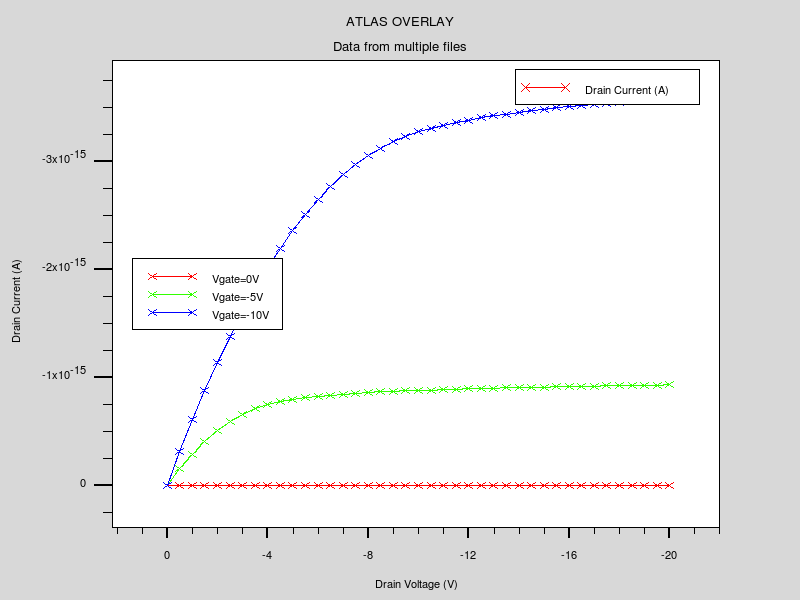 ATLAS OVERLAY
Data from multiple files
Drain Current (A)
-3x10^-15
-2x10^-15
-1x10^-15
0
Drain Current (A)
Vgate=0V
Vgate=-5V
Vgate=-10V
0 -4 -8 -12 -16 -20
Drain Voltage (V)